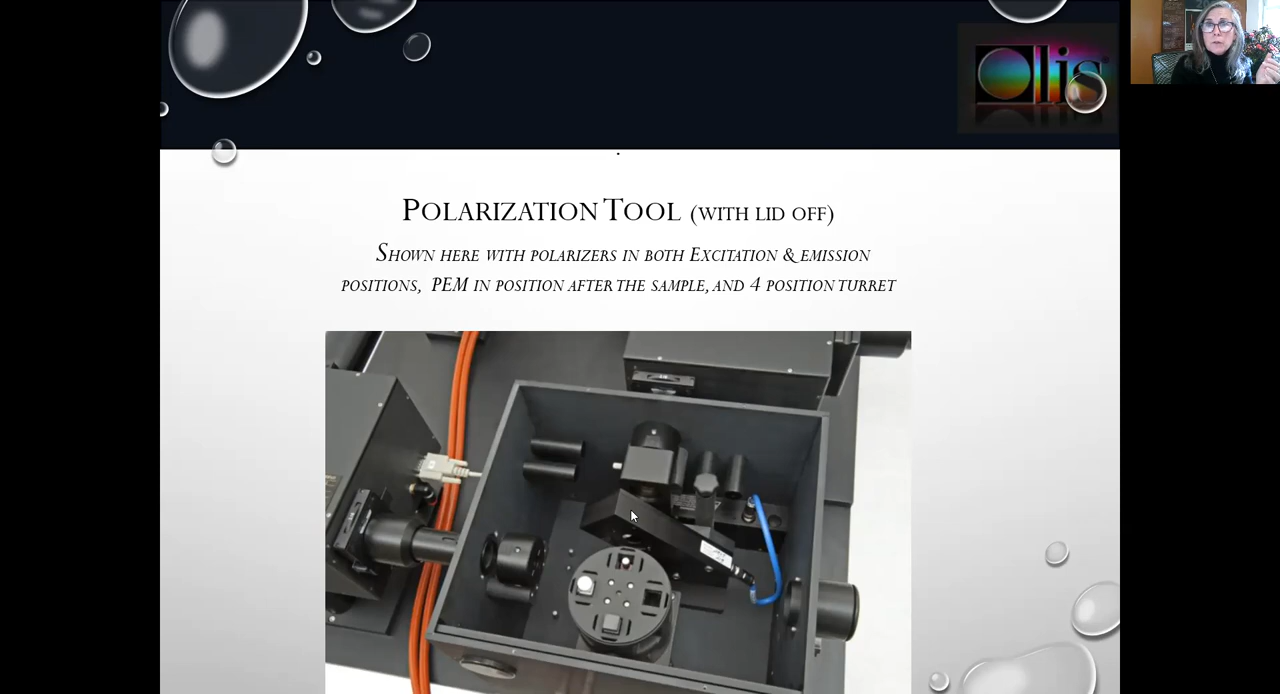 Olis
POLARIZATION TOOL (WITH LID OFF)
SHOWN HERE WITH POLARIZERS IN BOTH EXCITATION & EMISSION
POSITIONS, PEM IN POSITION AFTER THE SAMPLE, AND 4 POSITION TURRET